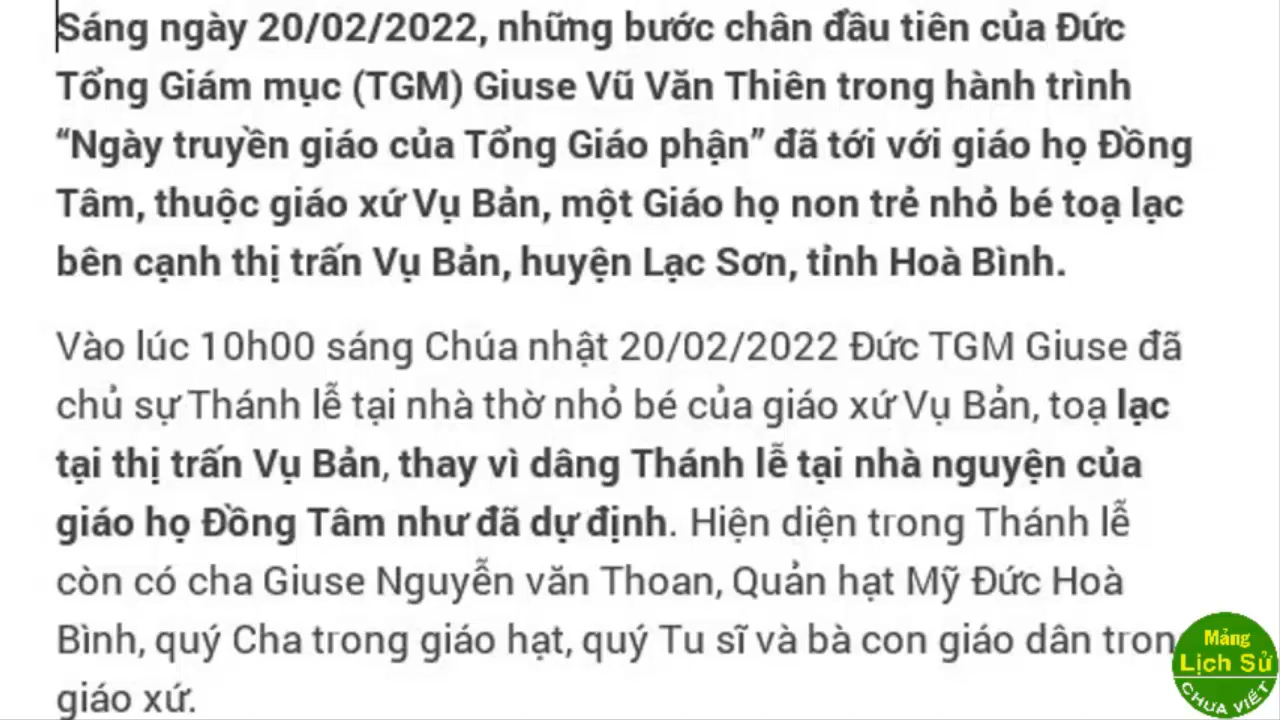 Sáng ngày 20/02/2022, những bước chân đầu tiên của Đức
Tổng Giám mục (TGM) Giuse Vũ Văn Thiên trong hành trình
“Ngày truyền giáo của Tổng Giáo phận” đã tới với giáo họ Đồng
Tâm, thuộc giáo xứ Vụ Bản, một Giáo họ non trẻ nhỏ bé toạ lạc
bên cạnh thị trấn Vụ Bản, huyện Lạc Sơn, tỉnh Hoà Bình.
Vào lúc 10h00 sáng Chúa nhật 20/02/2022 Đức TGM Giuse đã
chủ sự Thánh lễ tại nhà thờ nhỏ bé của giáo xứ Vụ Bản, toạ lạc
tại thị trấn Vụ Bản, thay vì dâng Thánh lễ tại nhà nguyện của
giáo họ Đồng Tâm như đã dự định. Hiện diện trong Thánh lễ
còn có cha Giuse Nguyễn văn Thoan, Quản hạt Mỹ Đức Hoà
Bình, quý Cha trong giáo hạt, quý Tu sĩ và bà con giáo dân tron
giáo xứ.
Mảng
Lịch Sử
CHƯA VIẾT